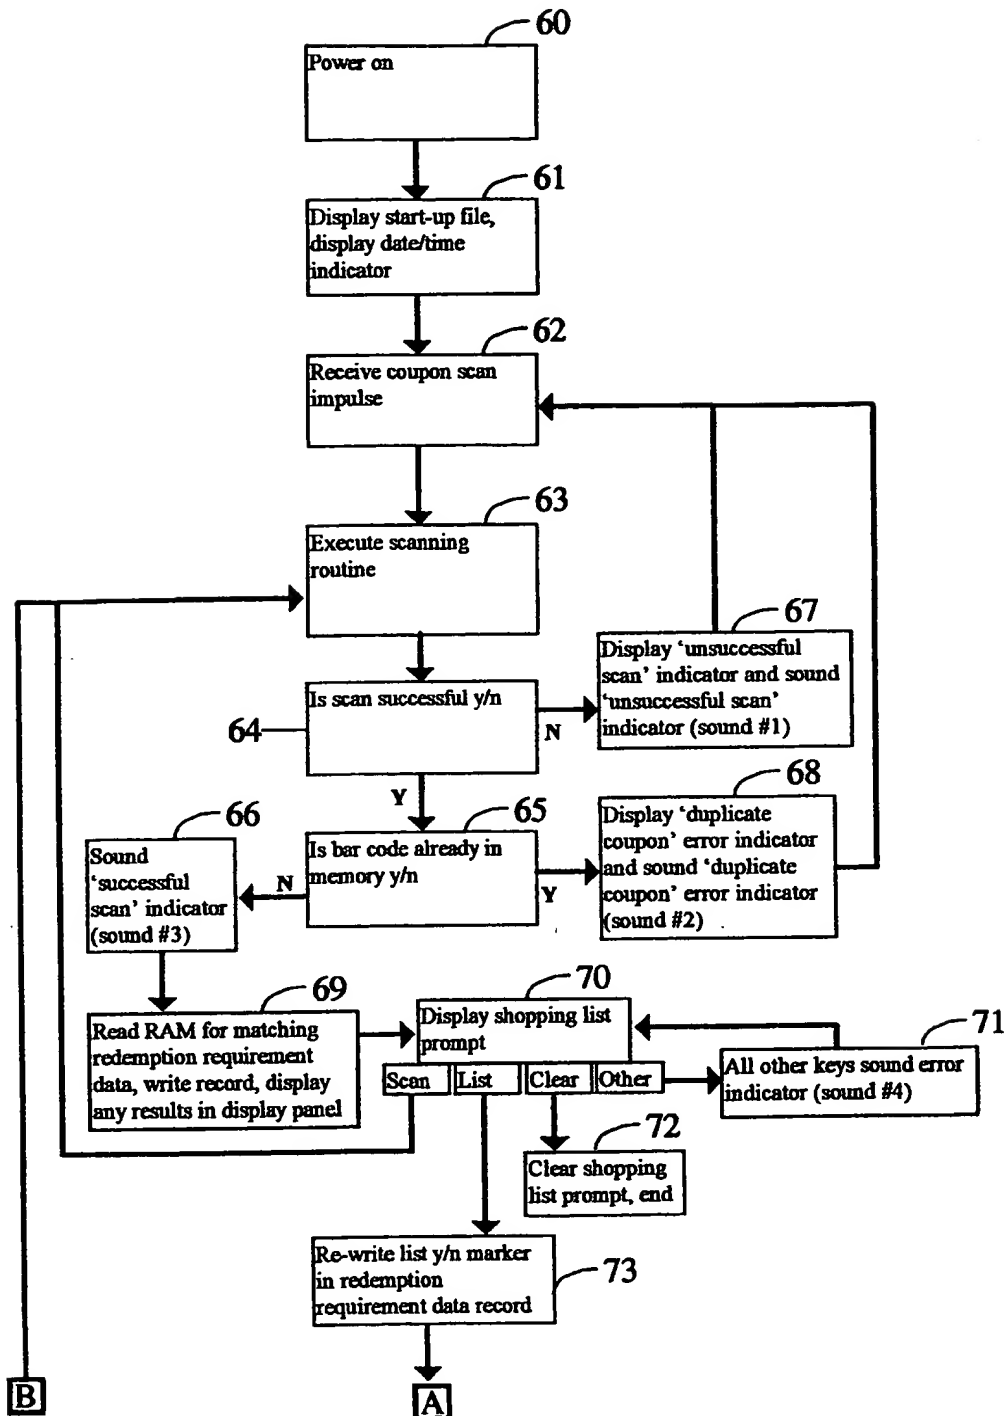 60
Power on
61
Display start-up file,
display date/time
indicator
62
Receive coupon scan
impulse
63
Execute scanning
routine
67
Display ‘unsuccessful
scan’ indicator and sound
‘unsuccessful scan’
indicator (sound #1)
64
Is scan successful y/n
N
Y
68
Display ‘duplicate
coupon’ error indicator
and sound ‘duplicate
coupon’ error indicator
(sound #2)
65
Is bar code already in
memory y/n
N
Y
66
Sound
‘successful
scan’ indicator
(sound #3)
69
Read RAM for matching
redemption requirement
data, write record, display
any results in display panel
70
Display shopping list
prompt
Scan
List
Clear
Other
71
All other keys sound error
indicator (sound #4)
72
Clear shopping
list prompt, end
73
Re-write list y/n marker
in redemption
requirement data record
B
A